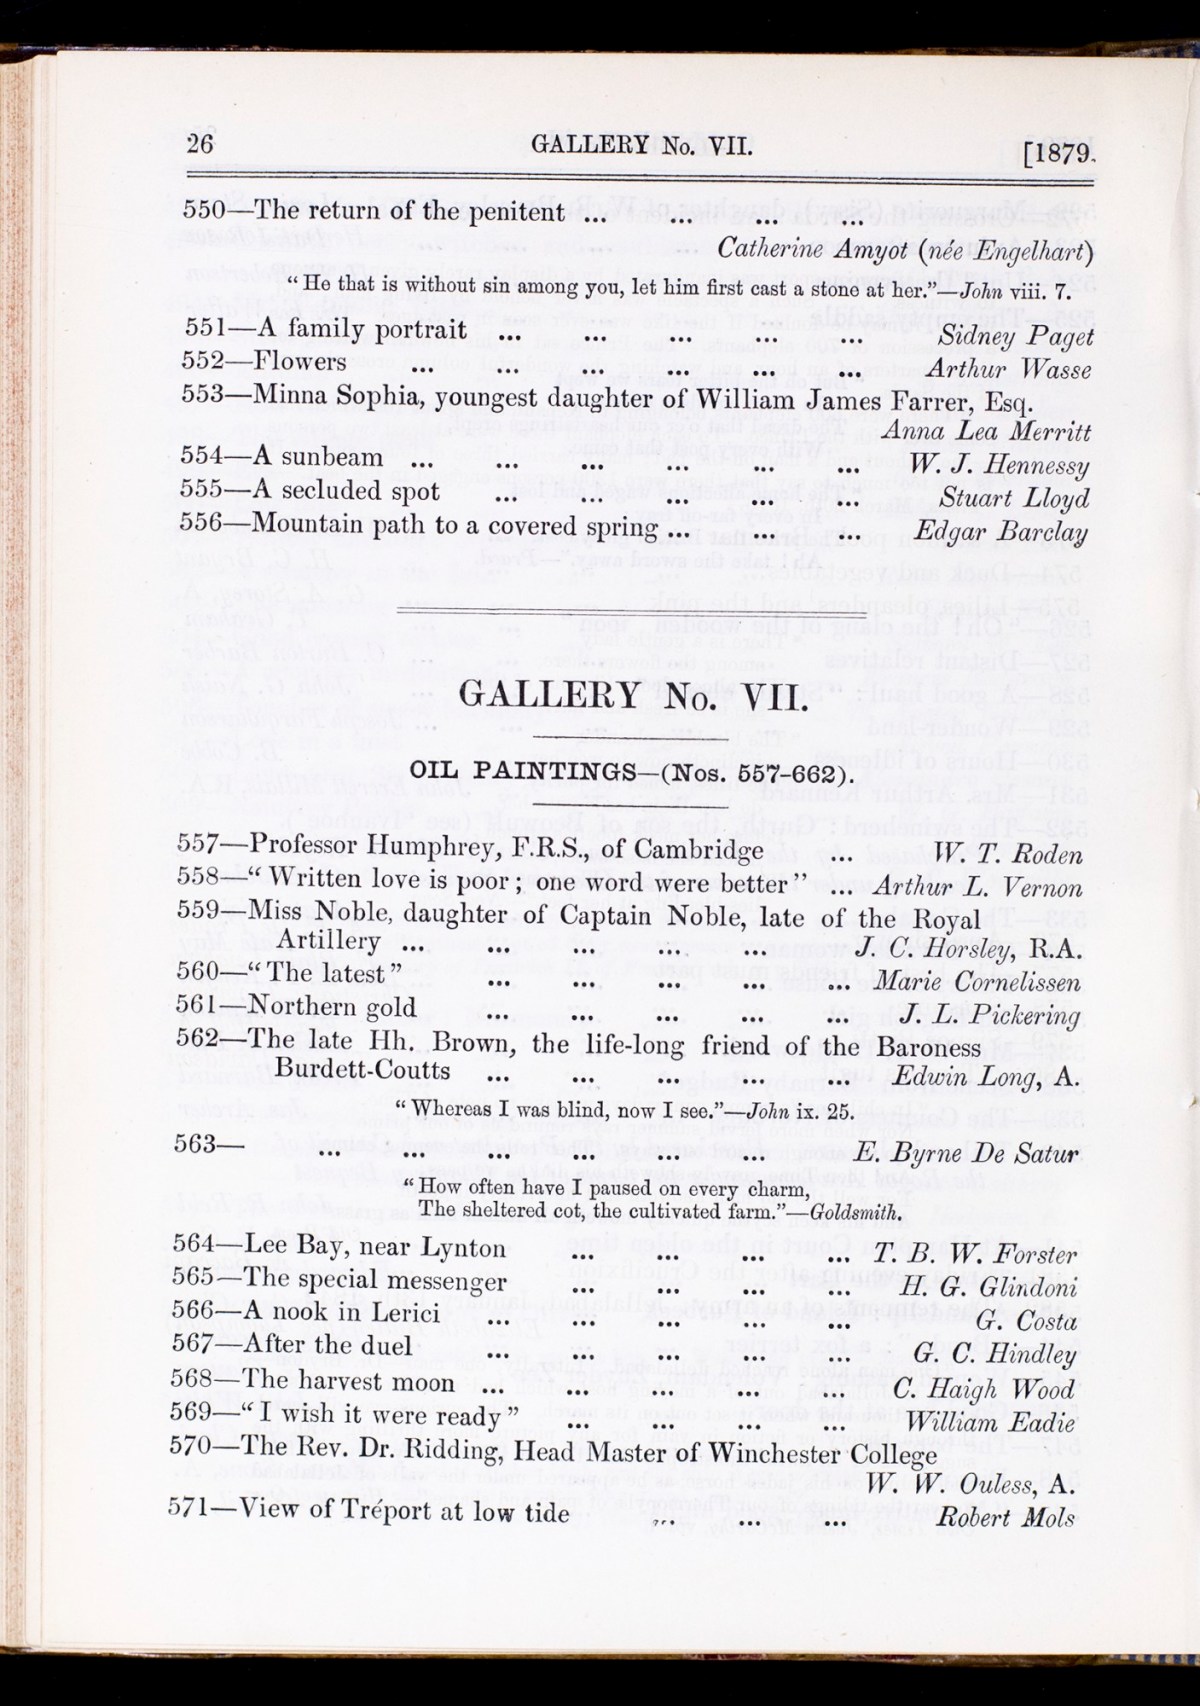 26 GALLERY No. VII. [1879.
550—The return of the penitent ... ... ... ...
Catherine Amyot (née Engelhart)
“ He that is without sin among you, let him first cast a stone at her.”—John viii. 7.
551—A family portrait ... ... ... ... ... Sidney Paget
552—Flowers ... ... ... ... ... ... Arthur Wasse
553—Minna Sophia, youngest daughter of William James Farrer, Esq.
Anna Lea Merritt
554—A sunbeam ... ... ... ... ... ... W. J. Hennessy
555—A secluded spot ... ... ... ... ... Stuart Lloyd
556—Mountain path to a covered spring ... ... ... Edgar Barclay
GALLERY No. VII.
OIL PAINTINGS—(Nos. 557-662).
557—Professor Humphrey, F.R.S., of Cambridge ... W. T. Roden
558—“ Written love is poor ; one word were better ” ... Arthur L. Vernon
559—Miss Noble, daughter of Captain Noble, late of the Royal
Artillery ... ... ... ... ... J. C. Horsley, R.A.
560—“ The latest ” ... ... ... ... ... Marie Cornelissen
561—Northern gold ... ... ... ... ... J. L. Pickering
562—The late Hh. Brown, the life-long friend of the Baroness
Burdett-Coutts ... ... ... ... ... Edwin Long, A.
“ Whereas I was blind, now I see.”—John ix. 25.
563— ... ... ... ... ... ... E. Byrne De Satur
“ How often have I paused on every charm,
The sheltered cot, the cultivated farm.”—Goldsmith.
564—Lee Bay, near Lynton ... ... ... ... T. B. W. Forster
565—The special messenger ... ... ... ... H. G. Glindoni
566—A nook in Lerici ... ... ... ... ... G. Costa
567—After the duel ... ... ... ... ... G. C. Hindley
568—The harvest moon ... ... ... ... ... C. Haigh Wood
569—“ I wish it were ready ” ... ... ... ... William Eadie
570—The Rev. Dr. Ridding, Head Master of Winchester College
W. W. Ouless, A.
571—View of Tréport at low tide ... ... ... Robert Mols